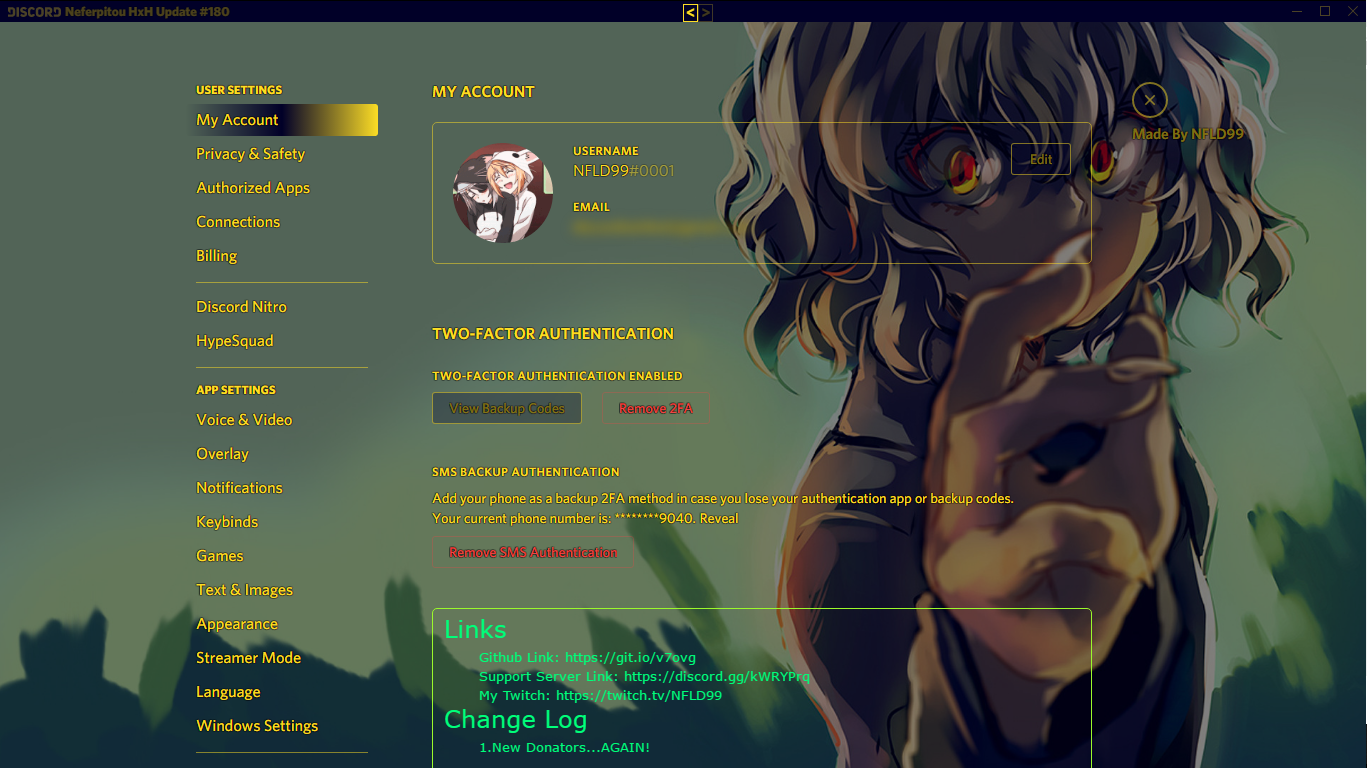 DISCORD Neferpitou HxH Update #180
< >
USER SETTINGS
My Account
Privacy & Safety
Authorized Apps
Connections
Billing
Discord Nitro
HypeSquad
APP SETTINGS
Voice & Video
Overlay
Notifications
Keybinds
Games
Text & Images
Appearance
Streamer Mode
Language
Windows Settings
MY ACCOUNT
USERNAME
NFLD99#0001
EMAIL
Edit
Made By NFLD99
TWO-FACTOR AUTHENTICATION
TWO-FACTOR AUTHENTICATION ENABLED
View Backup Codes Remove 2FA
SMS BACKUP AUTHENTICATION
Add your phone as a backup 2FA method in case you lose your authentication app or backup codes.
Your current phone number is: ********9040. Reveal
Remove SMS Authentication
Links
Github Link: https://git.io/v7ovg
Support Server Link: https://discord.gg/kWRYPrq
My Twitch: https://twitch.tv/NFLD99
Change Log
1.New Donators...AGAIN!